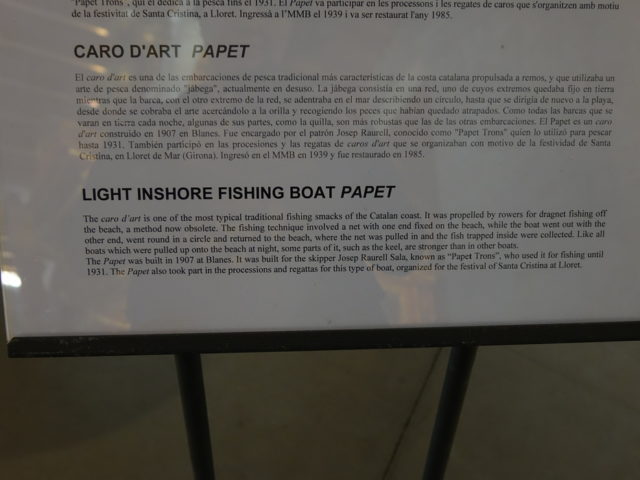 "Papet Trons", qui el dedicà a la pesca fins el 1931. El Papet va participar en les processons i les regates de caros que s'organitzen amb motiu
de la festivitat de Santa Cristina, a Lloret. Ingressà a l'MMB el 1939 i va ser restaurat l'any 1985.
CARO D'ART PAPET
El caro d'art es una de las embarcaciones de pesca tradicional más características de la costa catalana propulsada a remos, y que utilizaba un
arte de pesca denominado "jábega", actualmente en desuso. La jábega consistía en una red, uno de cuyos extremos quedaba fijo en tierra
mientras que la barca, con el otro extremo de la red, se adentraba en el mar describiendo un círculo, hasta que se dirigía de nuevo a la playa,
desde donde se cobraba el arte acercándolo a la orilla y recogiendo los peces que habían quedado atrapados. Como todas las barcas que se
varan en tierra cada noche, algunas de sus partes, como la quilla, son más robustas que las de las otras embarcaciones. El Papet es un caro
d'art construido en 1907 en Blanes. Fue encargado por el patrón Josep Raurell, conocido como "Papet Trons" quien lo utilizó para pescar
hasta 1931. También participó en las procesiones y las regatas de caros d'art que se organizaban con motivo de la festividad de Santa
Cristina, en Lloret de Mar (Girona). Ingresó en el MMB en 1939 y fue restaurado en 1985.
LIGHT INSHORE FISHING BOAT PAPET
The caro d'art is one of the most typical traditional fishing smacks of the Catalan coast. It was propelled by rowers for dragnet fishing off
the beach, a method now obsolete. The fishing technique involved a net with one end fixed on the beach, while the boat went out with the
other end, went round in a circle and returned to the beach, where the net was pulled in and the fish trapped inside were collected. Like all
boats which were pulled up onto the beach at night, some parts of it, such as the keel, are stronger than in other boats.
The Papet was built in 1907 at Blanes. It was built for the skipper Josep Raurell Sala, known as "Papet Trons", who used it for fishing until
1931. The Papet also took part in the processions and regattas for this type of boat, organized for the festival of Santa Cristina at Lloret.